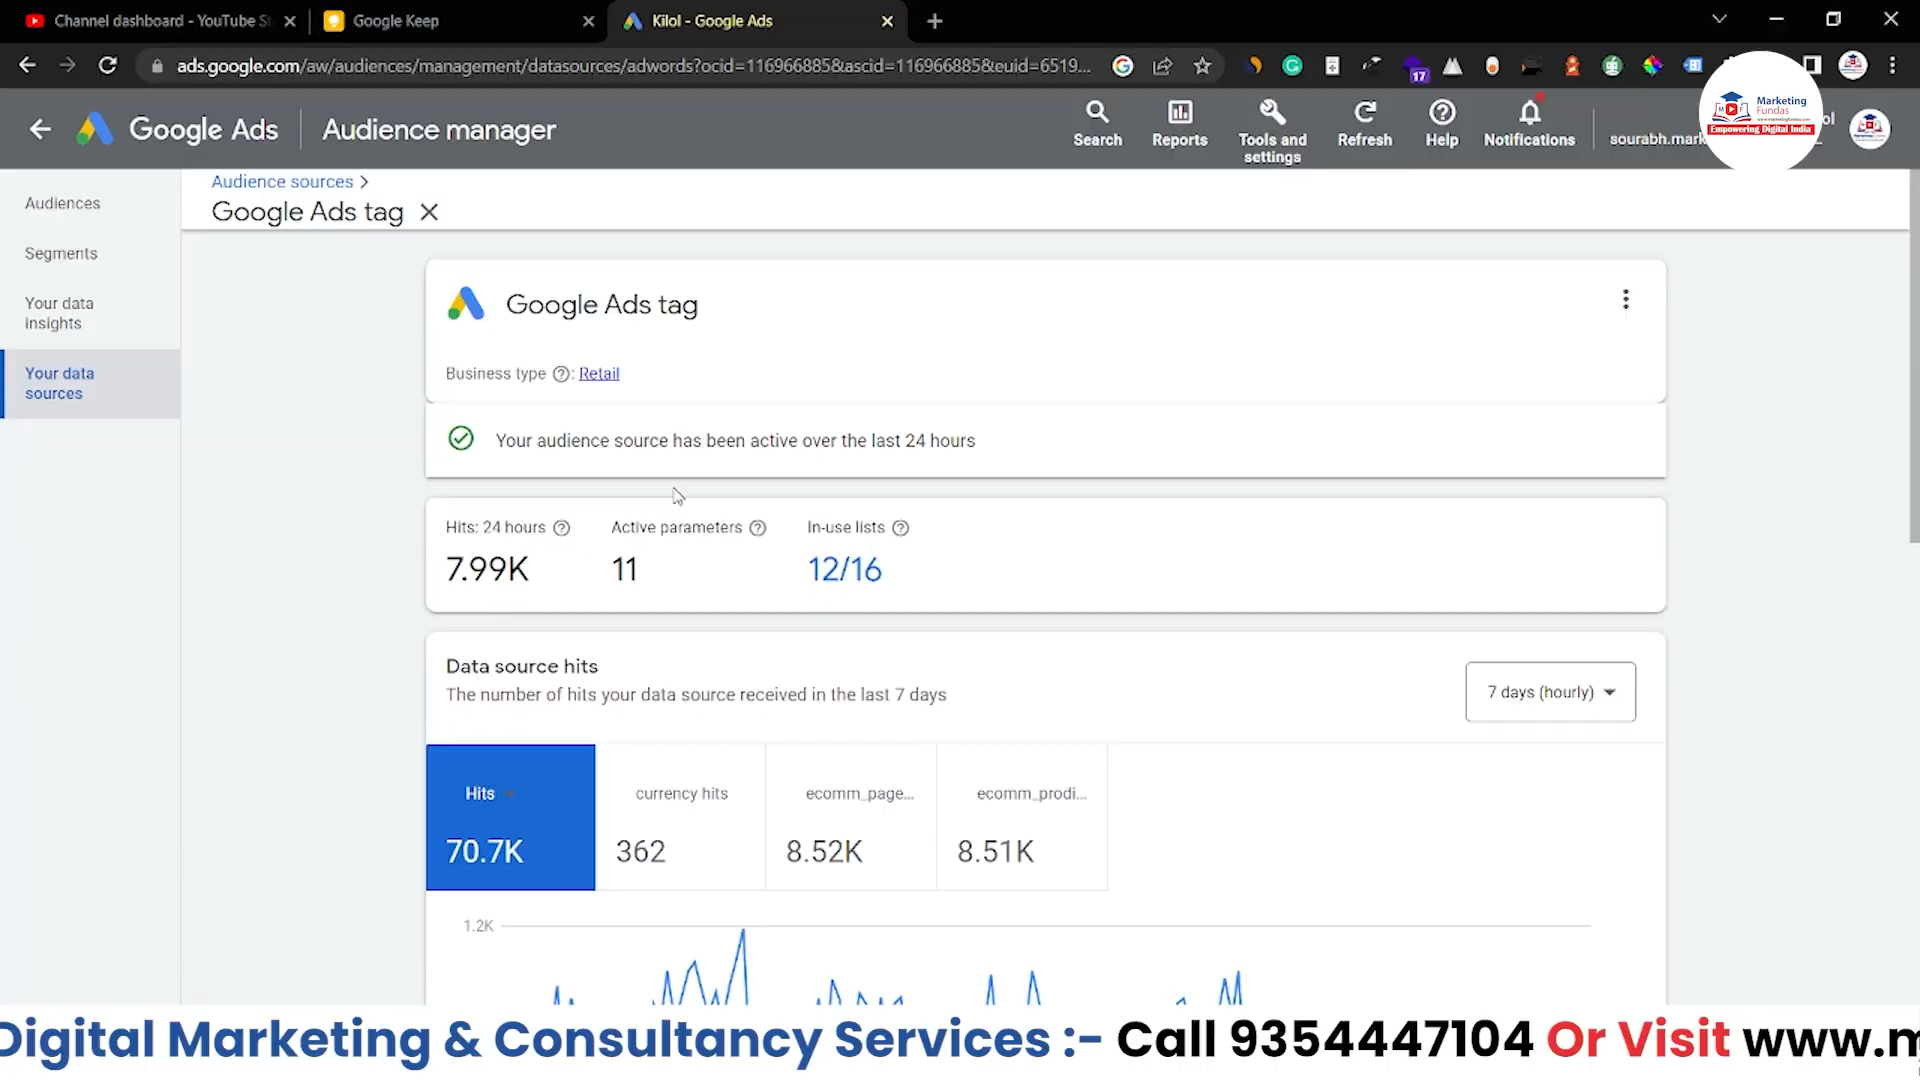 Channel dashboard - YouTube St
Google Keep
Kilol - Google Ads
ads.google.com/aw/audiences/management/datasources/adwords?ocid=116966885&ascid=116966885&euid=6519...
17
Google Ads
Audience manager
Search
Reports
Tools and
settings
Refresh
Help
Notifications
sourabh.mark
ol
Marketing
Fundas
www.marketingfundas.com
Empowering Digital India
Audiences
Segments
Your data
insights
Your data
sources
Audience sources
Google Ads tag
Google Ads tag
Business type : Retail
Your audience source has been active over the last 24 hours
Hits: 24 hours
Active parameters
In-use lists
7.99K
11
12/16
Data source hits
The number of hits your data source received in the last 7 days
7 days (hourly)
Hits
currency hits
ecomm_page...
ecomm_prodi...
70.7K
362
8.52K
8.51K
1.2K
Digital Marketing & Consultancy Services :- Call 9354447104 Or Visit www.m